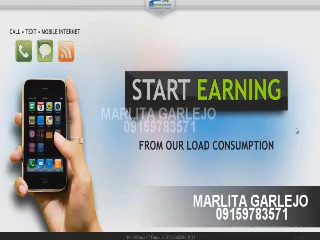 CALL • TEXT • MOBILE INTERNET
START EARNING
MARLITA GARLEJO
09159783571
FROM OUR LOAD CONSUMPTION
MARLITA GARLEJO
09159783571